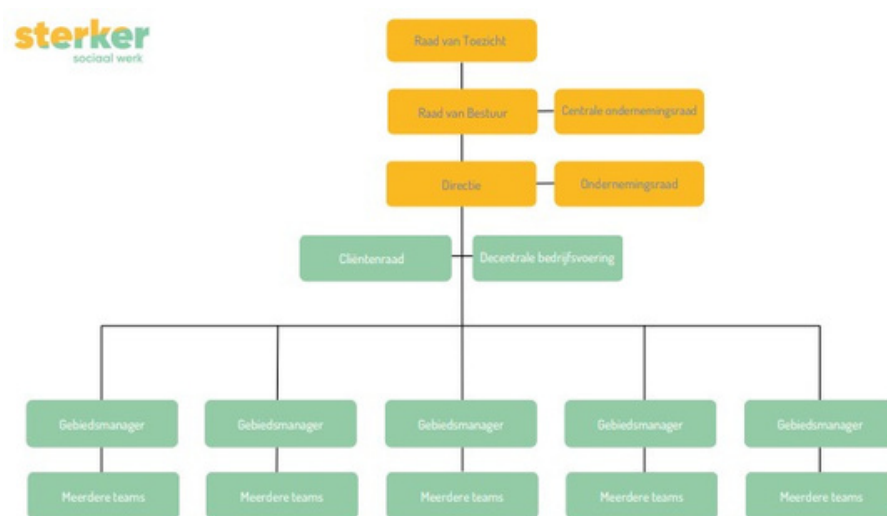 sterker
sociaal werk
Raad van Toezicht
Raad van Bestuur
Centrale ondernemingsraad
Directie
Ondernemingsraad
Cliëntenraad
Decentrale bedrijfsvoering
Gebiedsmanager
Gebiedsmanager
Gebiedsmanager
Gebiedsmanager
Gebiedsmanager
Meerdere teams
Meerdere teams
Meerdere teams
Meerdere teams
Meerdere teams